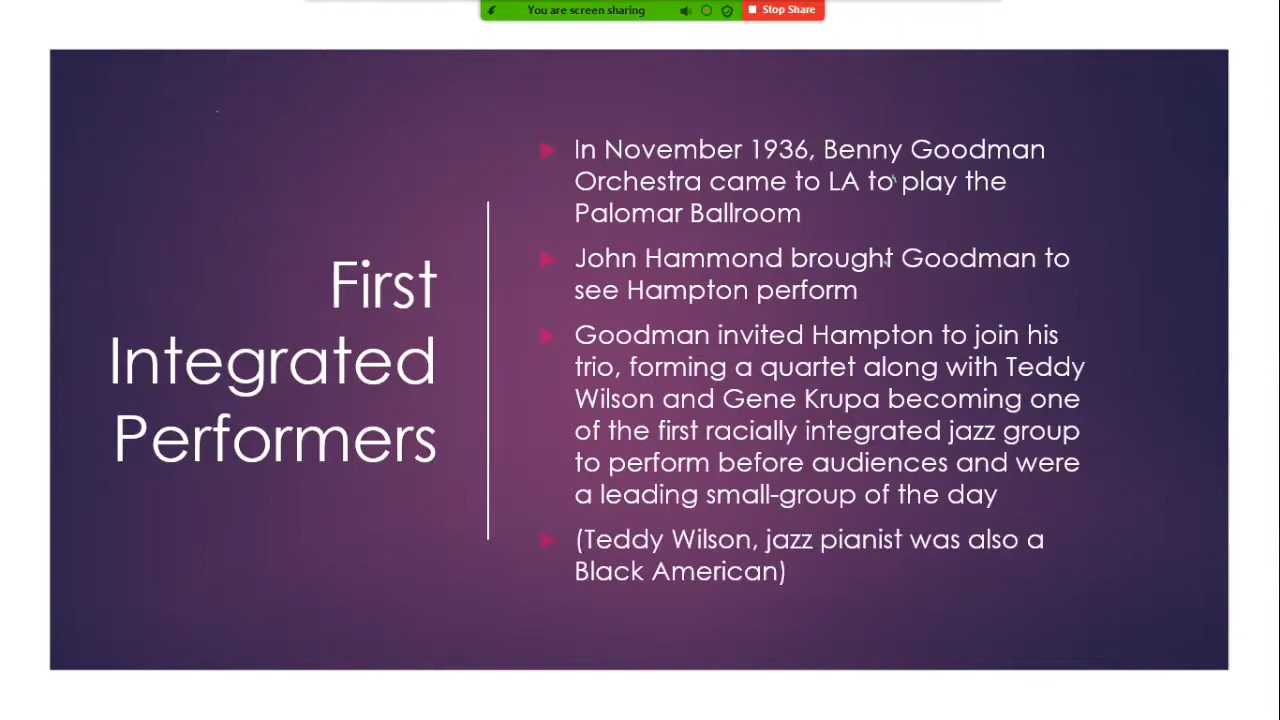 You are screen sharing
Stop Share
First
Integrated
Performers
In November 1936, Benny Goodman
Orchestra came to LA to play the
Palomar Ballroom
John Hammond brought Goodman to
see Hampton perform
Goodman invited Hampton to join his
trio, forming a quartet along with Teddy
Wilson and Gene Krupa becoming one
of the first racially integrated jazz group
to perform before audiences and were
a leading small-group of the day
(Teddy Wilson, jazz pianist was also a
Black American)